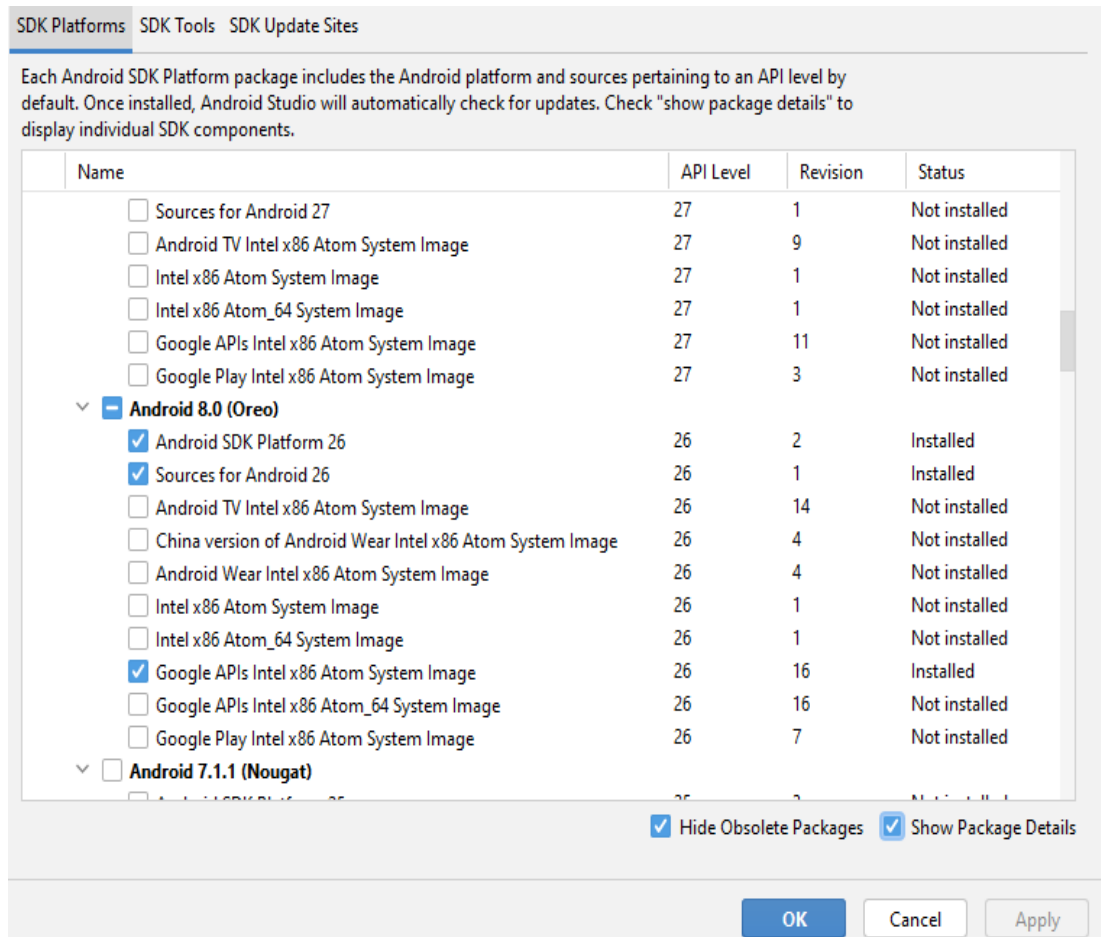 SDK Platforms SDK Tools SDK Update Sites
Each Android SDK Platform package includes the Android platform and sources pertaining to an API level by
default. Once installed, Android Studio will automatically check for updates. Check "show package details" to
display individual SDK components.
Name API Level Revision Status
Sources for Android 27 27 1 Not installed
Android TV Intel x86 Atom System Image 27 9 Not installed
Intel x86 Atom System Image 27 1 Not installed
Intel x86 Atom_64 System Image 27 1 Not installed
Google APIs Intel x86 Atom System Image 27 11 Not installed
Google Play Intel x86 Atom System Image 27 3 Not installed
Android 8.0 (Oreo)
Android SDK Platform 26 26 2 Installed
Sources for Android 26 26 1 Installed
Android TV Intel x86 Atom System Image 26 14 Not installed
China version of Android Wear Intel x86 Atom System Image 26 4 Not installed
Android Wear Intel x86 Atom System Image 26 4 Not installed
Intel x86 Atom System Image 26 1 Not installed
Intel x86 Atom_64 System Image 26 1 Not installed
Google APIs Intel x86 Atom System Image 26 16 Installed
Google APIs Intel x86 Atom_64 System Image 26 16 Not installed
Google Play Intel x86 Atom System Image 26 7 Not installed
Android 7.1.1 (Nougat)
Hide Obsolete Packages Show Package Details
OK Cancel Apply